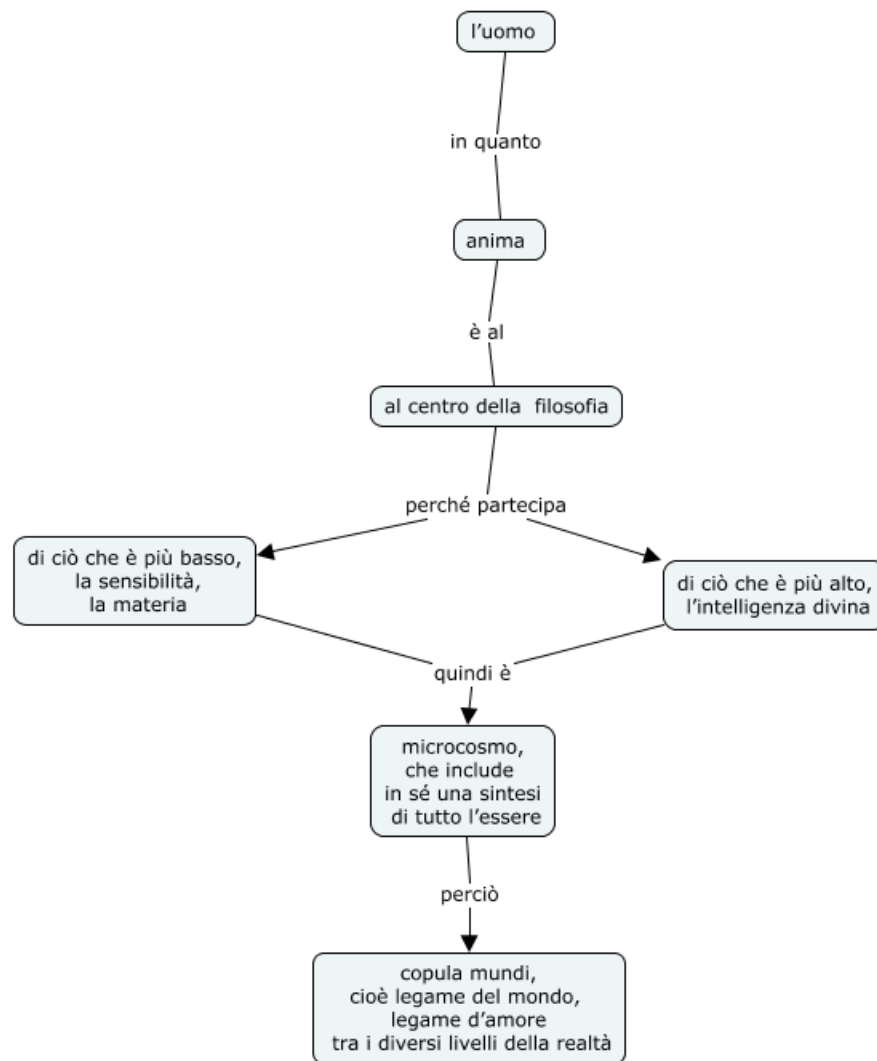 l'uomo
in quanto
anima
è al
al centro della  filosofia
perché partecipa
di ciò che è più basso,
la sensibilità,
la materia
di ciò che è più alto,
l'intelligenza divina
quindi è
microcosmo,
che include
in sé una sintesi
di tutto l'essere
perciò
copula mundi,
cioè legame del mondo,
legame d'amore
tra i diversi livelli della realtà